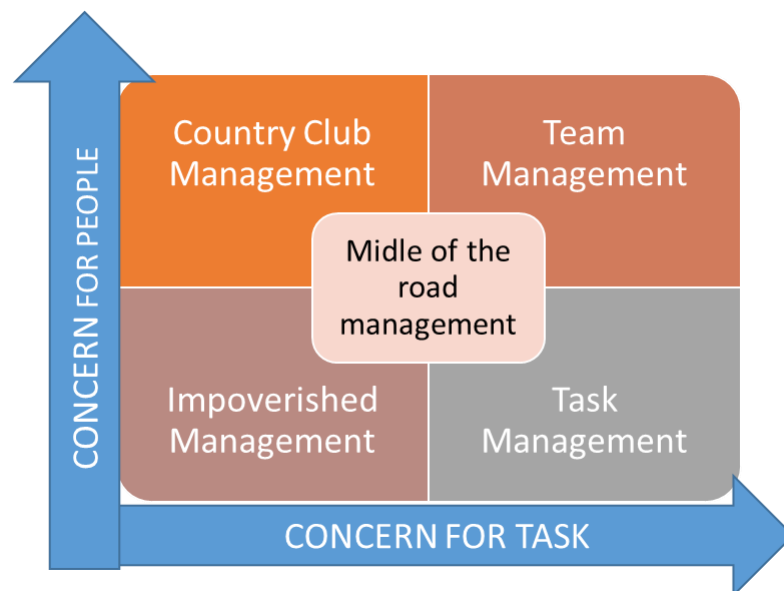 CONCERN FOR PEOPLE
Country Club
Management
Team
Management
Midle of the
road
management
Impoverished
Management
Task
Management
CONCERN FOR TASK